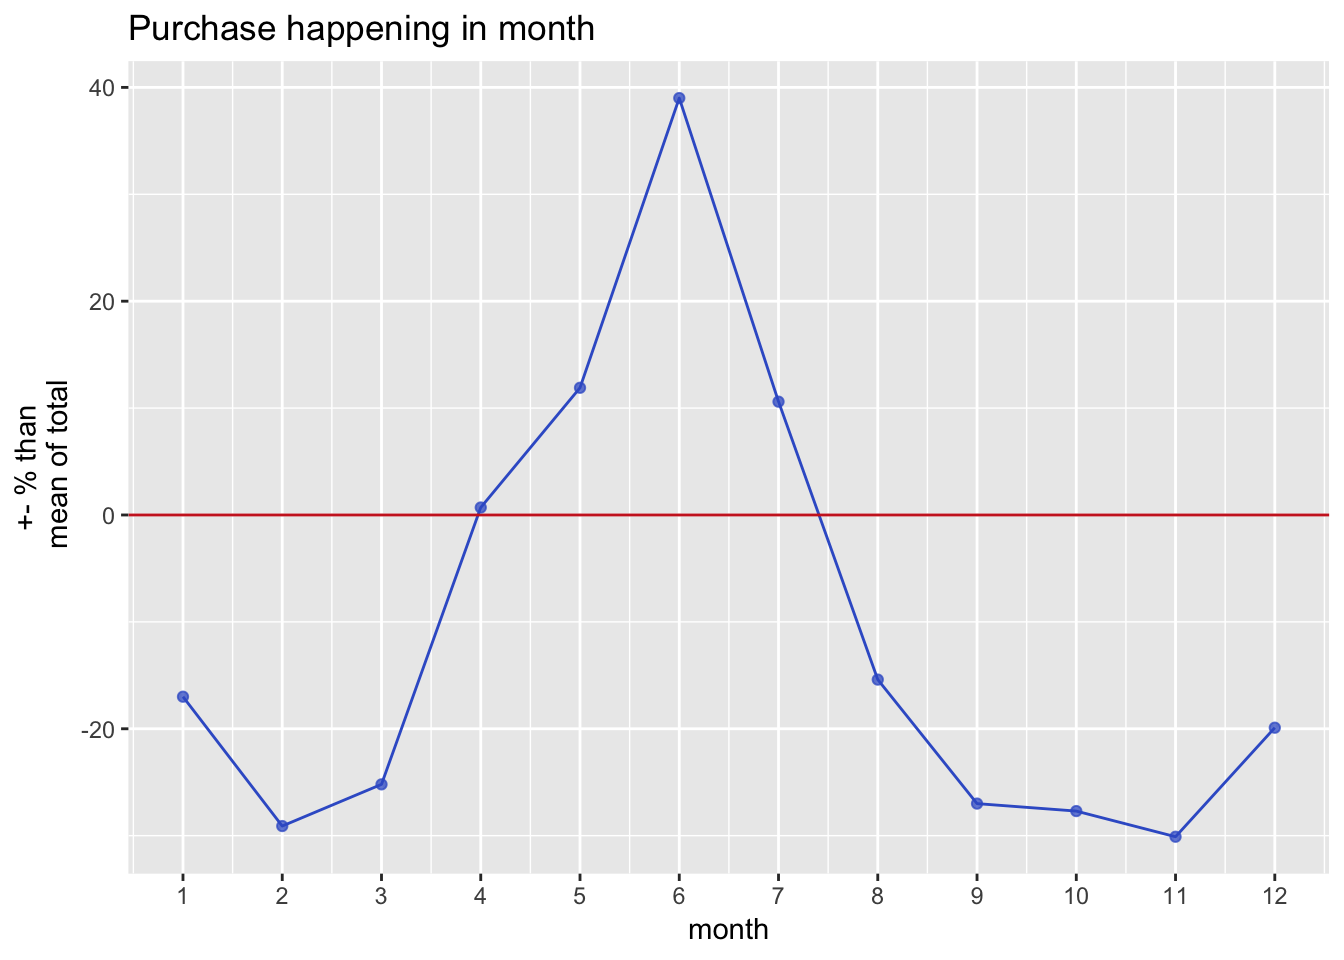 Purchase happening in month
+- % than
mean of total
40
20
0
-20
1 2 3 4 5 6 7 8 9 10 11 12
month